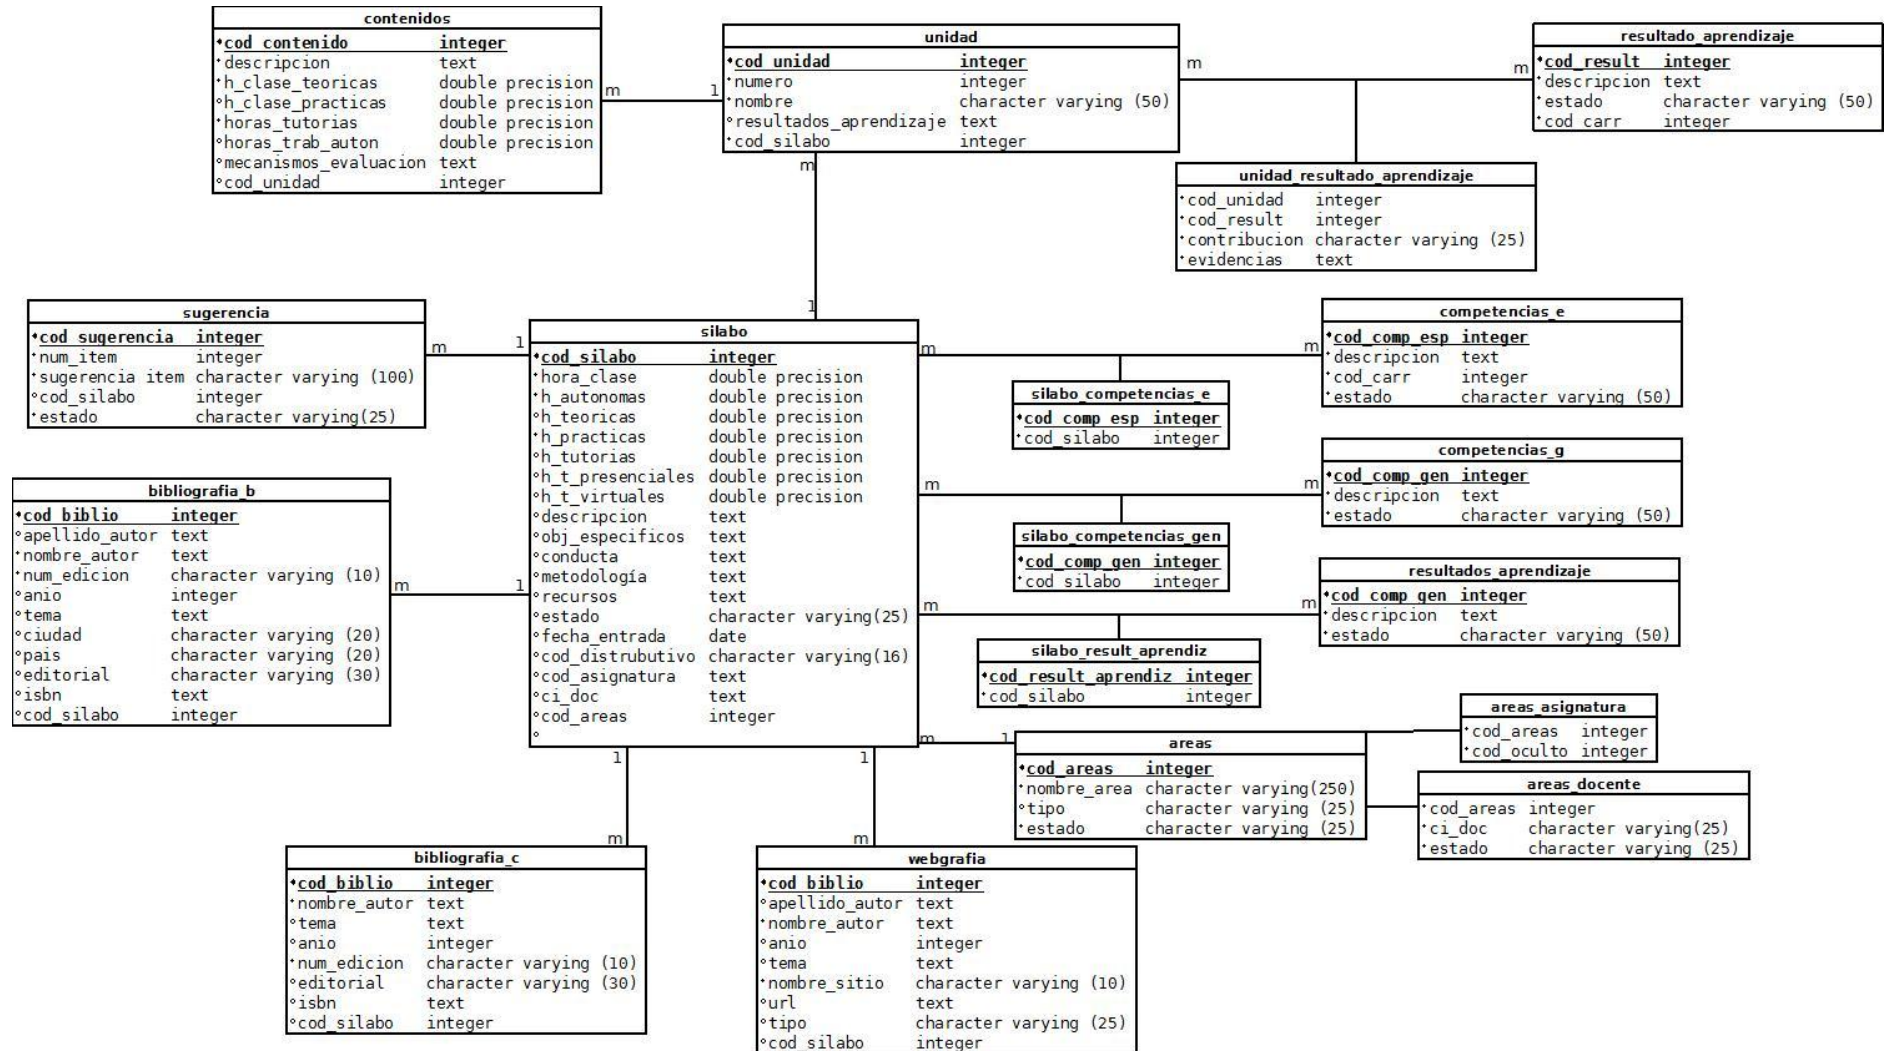 contenidos
cod_contenido integer
descripcion text
h_clase_teoricas double precision
h_clase_practicas double precision
horas_tutorias double precision
horas_trab_auton double precision
mecanismos_evaluacion text
cod_unidad integer
m 1
unidad
cod_unidad integer
numero integer
nombre character varying (50)
resultados_aprendizaje text
cod_silabo integer
m m
resultado_aprendizaje
cod_result integer
descripcion text
estado character varying (50)
cod_carr integer
unidad_resultado_aprendizaje
cod_unidad integer
cod_result integer
contribucion character varying (25)
evidencias text
m
1
sugerencia
cod_sugerencia integer
num_item integer
sugerencia_item character varying (100)
cod_silabo integer
estado character varying(25)
m 1
silabo
cod_silabo integer
hora_clase double precision
h_autonomas double precision
h_teoricas double precision
h_practicas double precision
h_tutorias double precision
h_t_presenciales double precision
h_t_virtuales double precision
descripcion text
obj_especificos text
conducta text
metodología text
recursos text
estado character varying(25)
fecha_entrada date
cod_distrubutivo character varying(16)
cod_asignatura text
ci_doc text
cod_areas integer
m m
competencias_e
cod_comp_esp integer
descripcion text
cod_carr integer
estado character varying (50)
silabo_competencias_e
cod_comp_esp integer
cod_silabo integer
m m
competencias_g
cod_comp_gen integer
descripcion text
estado character varying (50)
silabo_competencias_gen
cod_comp_gen integer
cod_silabo integer
m m
resultados_aprendizaje
cod_comp_gen integer
descripcion text
estado character varying (50)
silabo_result_aprendiz
cod_result_aprendiz integer
cod_silabo integer
bibliografia_b
cod_biblio integer
apellido_autor text
nombre_autor text
num_edicion character varying (10)
anio integer
tema text
ciudad character varying (20)
pais character varying (20)
editorial character varying (30)
isbn text
cod_silabo integer
m 1
m 1
areas
cod_areas integer
nombre_area character varying(250)
tipo character varying (25)
estado character varying (25)
areas_asignatura
cod_areas integer
cod_oculto integer
areas_docente
cod_areas integer
ci_doc character varying(25)
estado character varying (25)
1
m
bibliografia_c
cod_biblio integer
nombre_autor text
tema text
anio integer
num_edicion character varying (10)
editorial character varying (30)
isbn text
cod_silabo integer
1
m
webgrafia
cod_biblio integer
apellido_autor text
nombre_autor text
anio integer
tema text
nombre_sitio character varying (10)
url text
tipo character varying (25)
cod_silabo integer